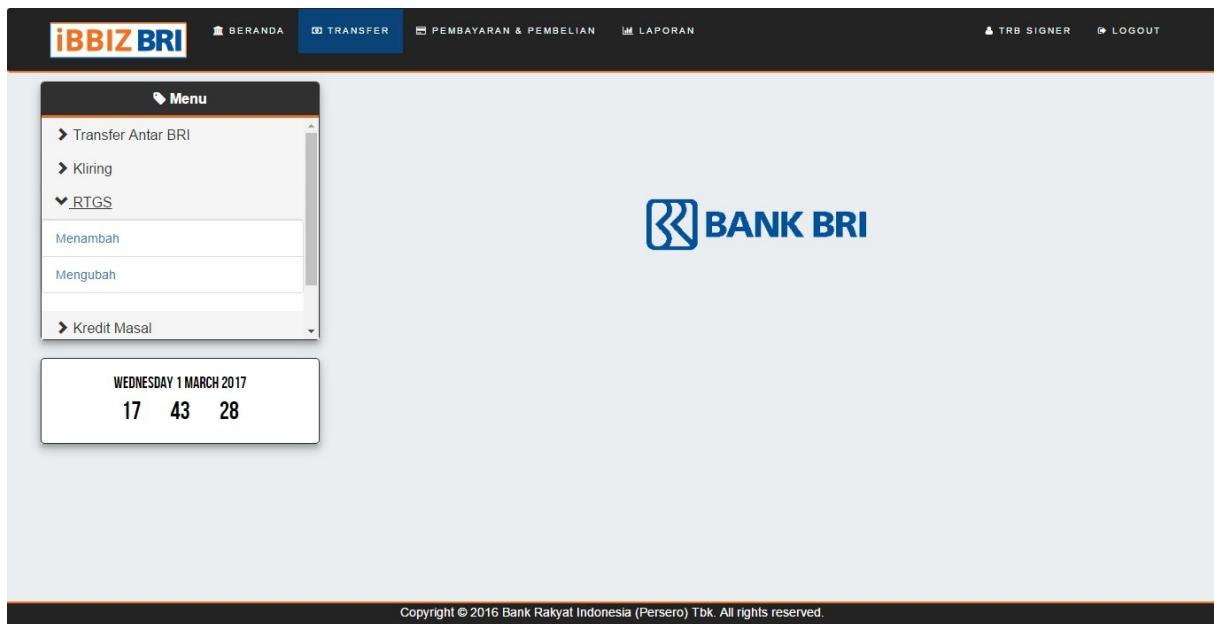 iBBIZ BRI
BERANDA TRANSFER PEMBAYARAN & PEMBELIAN LAPORAN TRB SIGNER LOGOUT
Menu
Transfer Antar BRI
Kliring
RTGS
Menambah
Mengubah
Kredit Masal
BANK BRI
WEDNESDAY 1 MARCH 2017
17 43 28
Copyright © 2016 Bank Rakyat Indonesia (Persero) Tbk. All rights reserved.